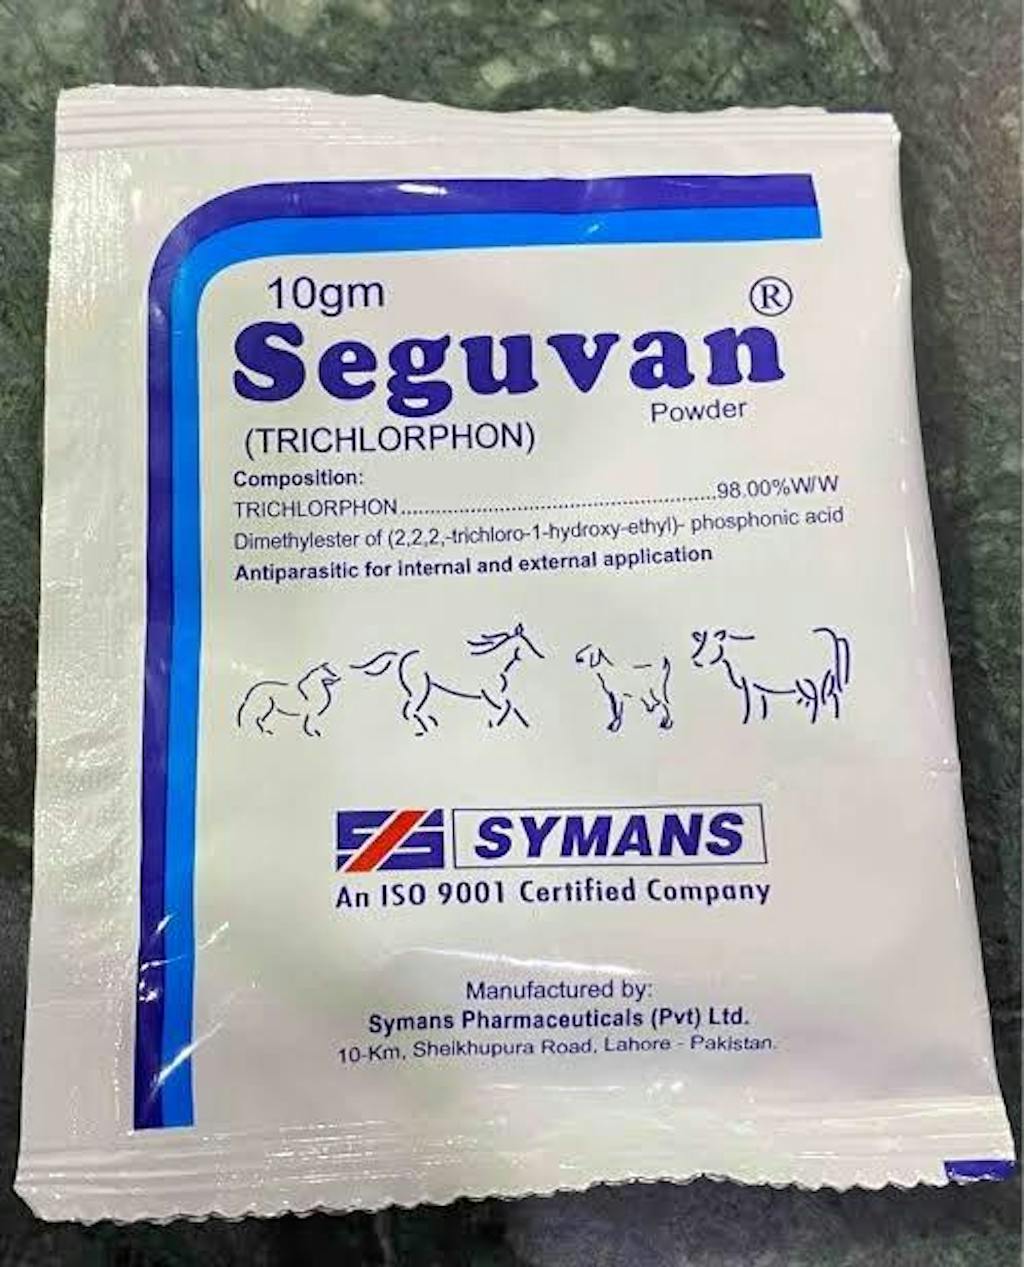 10gm
Seguvan®
Powder
(TRICHLORPHON)
Composition:
TRICHLORPHON......................................................98.00%W/W
Dimethylester of (2,2,2,-trichloro-1-hydroxy-ethyl)- phosphonic acid
Antiparasitic for internal and external application
SYMANS
An ISO 9001 Certified Company
Manufactured by:
Symans Pharmaceuticals (Pvt) Ltd.
10-Km, Sheikhupura Road, Lahore - Pakistan.